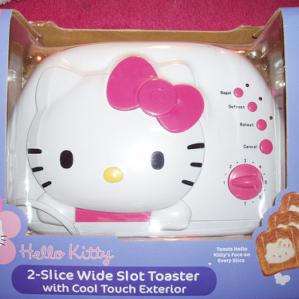 Bagel
Defrost
Reheat
Cancel
Hello Kitty
Toasts Hello
Kitty's Face on
Every Slice
2-Slice Wide Slot Toaster
with Cool Touch Exterior